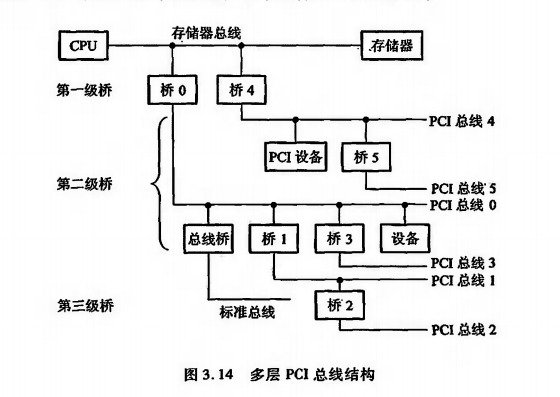 存储器总线
CPU
存储器
第一级桥
桥 0
桥 4
PCI 总线 4
PCI 设备
桥 5
第二级桥
PCI 总线 5
PCI 总线 0
总线桥
桥 1
桥 3
设备
PCI 总线 3
PCI 总线 1
第三级桥
标准总线
桥 2
PCI 总线 2
图 3.14 多层 PCI 总线结构